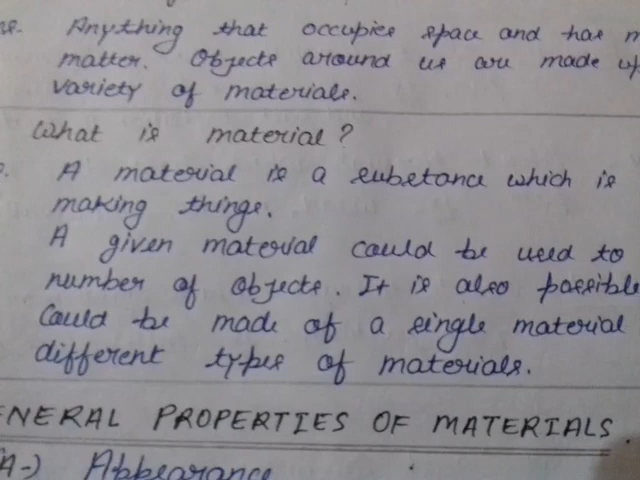 Anything that occupies space and has
matter. Objects around us are made
variety of materials.
What is material?
A material is a substance which is
making things.
A given material could be used to
number of objects. It is also possible
Could be made of a single material
different types of materials.
GENERAL PROPERTIES OF MATERIALS
(A-) Appearance